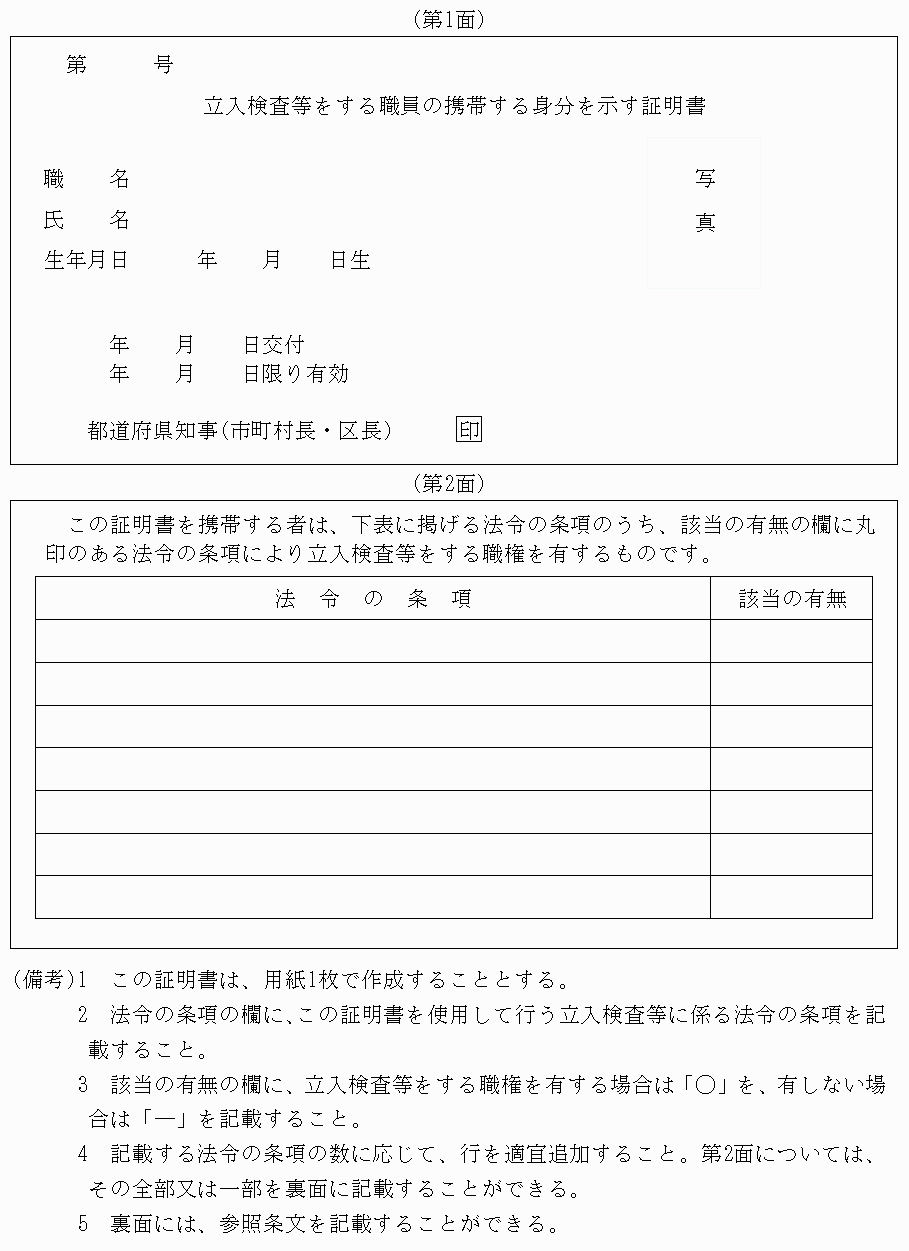 (第1面)
第　　　号
立入検査等をする職員の携帯する身分を示す証明書
職　　名
写
氏　　名
真
生年月日　　　年　　月　　日生
年　　月　　日交付
年　　月　　日限り有効
都道府県知事(市町村長・区長)　　　印
(第2面)
この証明書を携帯する者は、下表に掲げる法令の条項のうち、該当の有無の欄に丸
印のある法令の条項により立入検査等をする職権を有するものです。
法　令　の　条　項　　該当の有無
(備考)1　この証明書は、用紙1枚で作成することとする。
2　法令の条項の欄に、この証明書を使用して行う立入検査等に係る法令の条項を記
載すること。
3　該当の有無の欄に、立入検査等をする職権を有する場合は「○」を、有しない場
合は「―」を記載すること。
4　記載する法令の条項の数に応じて、行を適宜追加すること。第2面については、
その全部又は一部を裏面に記載することができる。
5　裏面には、参照条文を記載することができる。